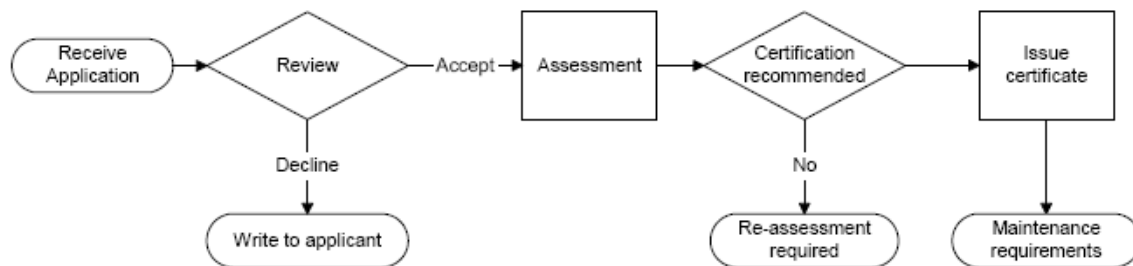 Receive
Application
Review
Accept
Assessment
Certification
recommended
Issue
certificate
Decline
No
Write to applicant
Re-assessment
required
Maintenance
requirements